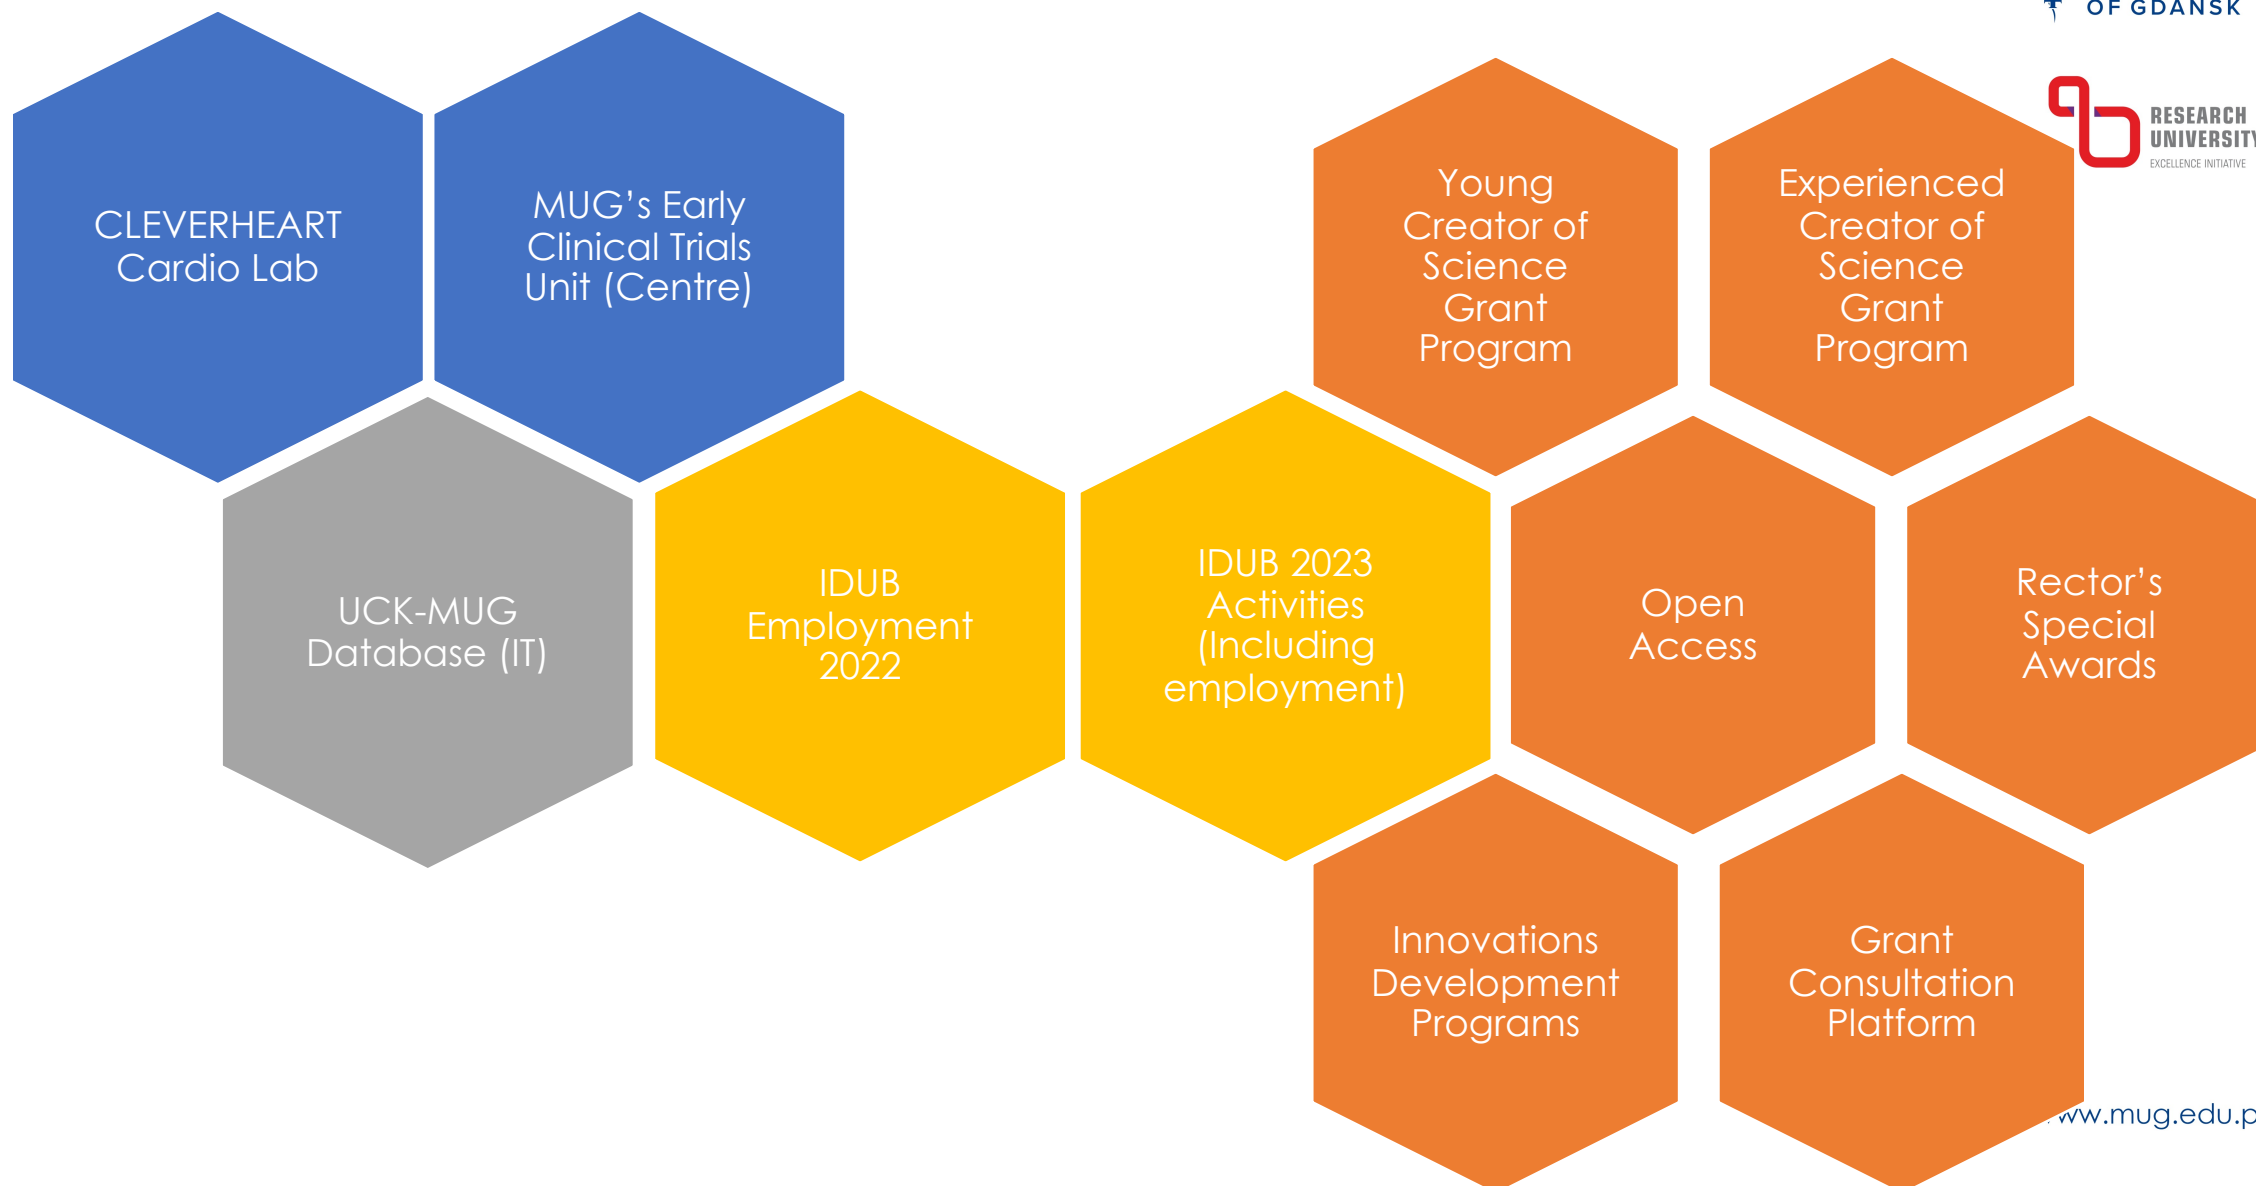 OF GDAŃSK
RESEARCH
UNIVERSITY
EXCELLENCE INITIATIVE
CLEVERHEART
Cardio Lab
MUG’s Early
Clinical Trials
Unit (Centre)
Young
Creator of
Science
Grant
Program
Experienced
Creator of
Science
Grant
Program
UCK-MUG
Database (IT)
IDUB
Employment
2022
IDUB 2023
Activities
(Including
employment)
Open
Access
Rector’s
Special
Awards
Innovations
Development
Programs
Grant
Consultation
Platform
ww.mug.edu.p